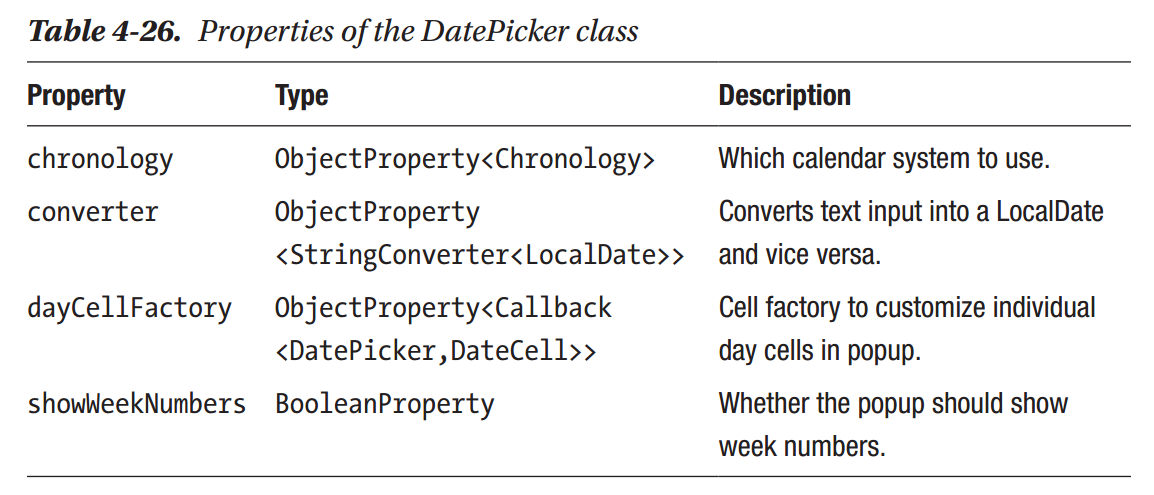 Table 4-26. Properties of the DatePicker class
Property Type Description
chronology ObjectProperty<Chronology> Which calendar system to use.
converter ObjectProperty Converts text input into a LocalDate
<StringConverter<LocalDate>> and vice versa.
dayCellFactory ObjectProperty<Callback Cell factory to customize individual
<DatePicker,DateCell>> day cells in popup.
showWeekNumbers BooleanProperty Whether the popup should show
week numbers.